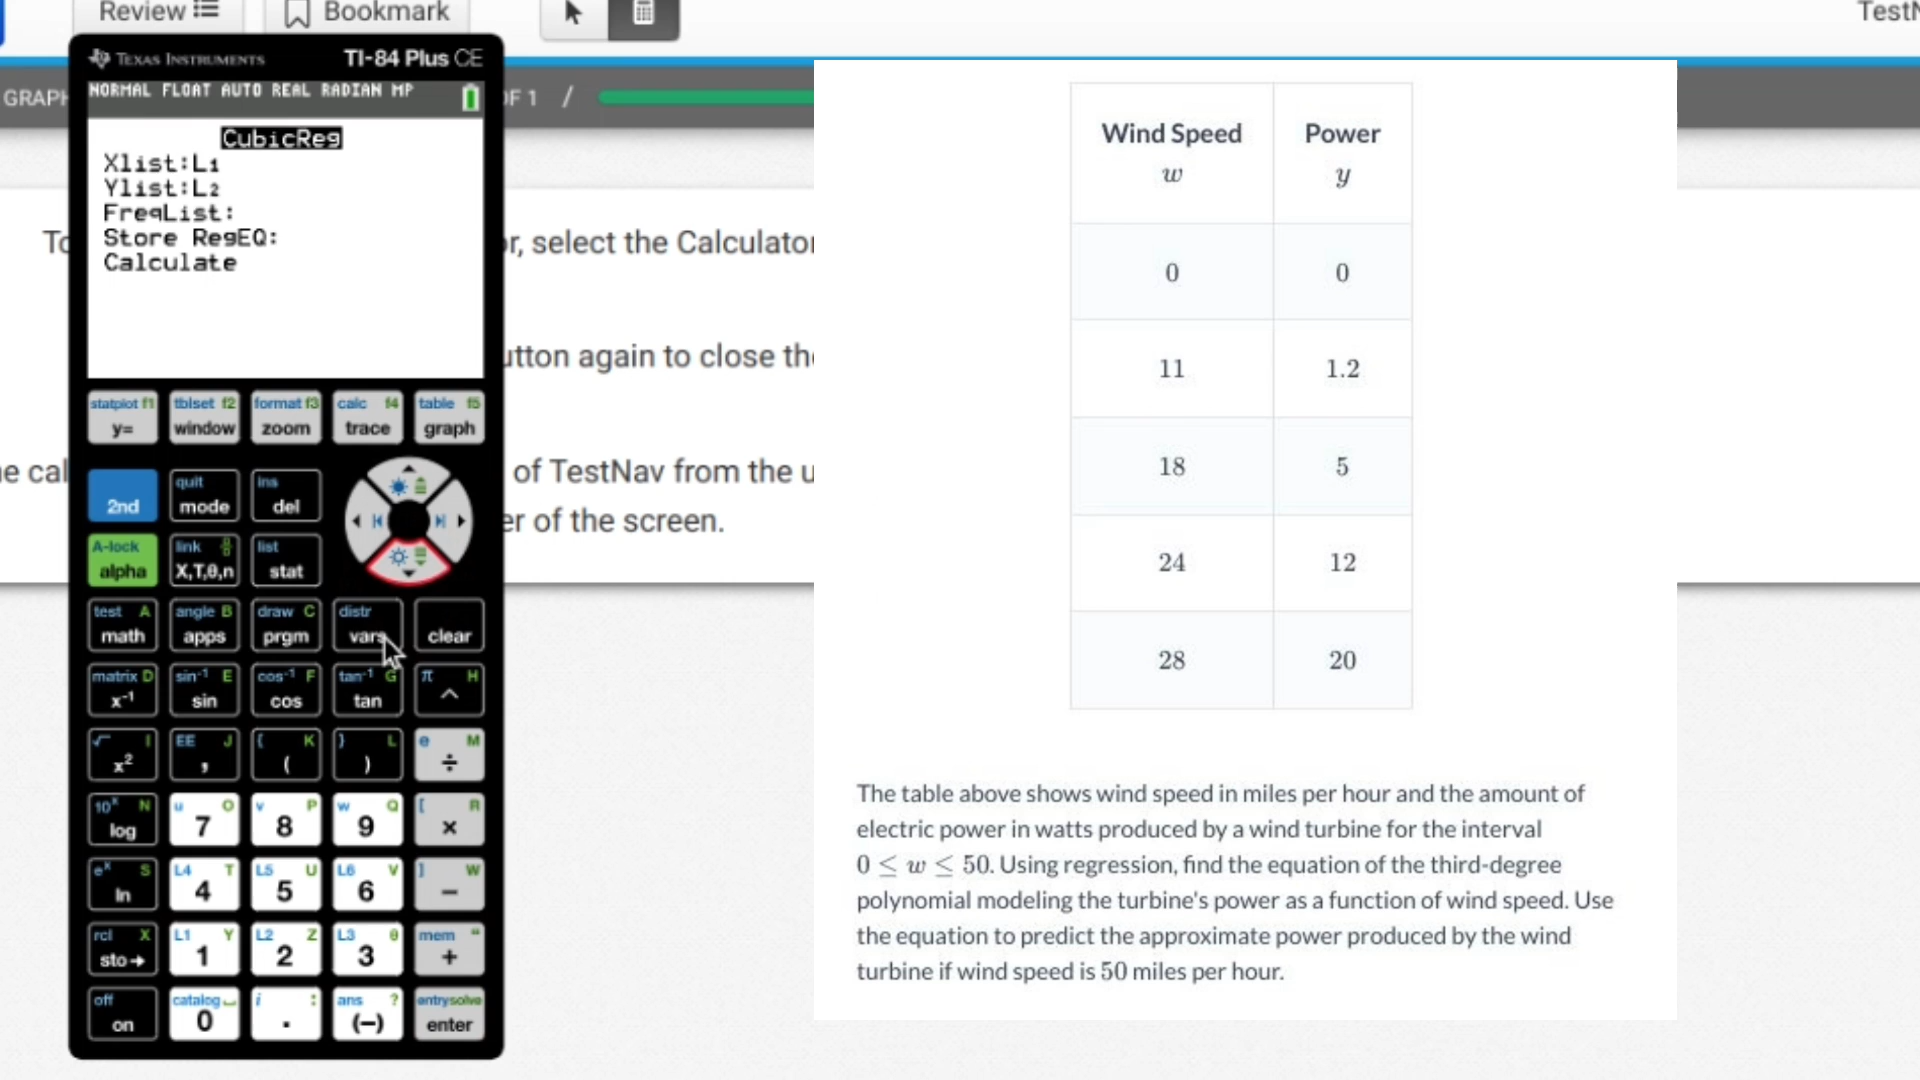 Review
Bookmark
TestN
TEXAS INSTRUMENTS
TI-84 Plus CE
NORMAL FLOAT AUTO REAL RADIAN MP
CubicReg
Xlist:L1
Ylist:L2
FreqList:
Store RegEQ:
Calculate
GRAPH
OF 1 /
To
or, select the Calculator
utton again to close the
e cal
of TestNav from the u
er of the screen.
statplot f1 tblset f2 format f3 calc f4 table f5
y= window zoom trace graph
quit ins
2nd mode del
A-lock link list
alpha X,T,θ,n stat
test A angle B draw C distr
math apps prgm vars clear
matrix D sin⁻¹ E cos⁻¹ F tan⁻¹ G π H
x⁻¹ sin cos tan ^
√ I EE J { K } L e M
x² , ( ) ÷
10ˣ N u O v P w Q [ R
log 7 8 9 ×
eˣ S L4 T L5 U L6 V ] W
ln 4 5 6 −
rcl X L1 Y L2 Z L3 θ mem "
sto→ 1 2 3 +
off catalog i : ans ? entry solve
on 0 . (−) enter
Wind Speed Power
w y
0 0
11 1.2
18 5
24 12
28 20
The table above shows wind speed in miles per hour and the amount of
electric power in watts produced by a wind turbine for the interval
0 ≤ w ≤ 50. Using regression, find the equation of the third-degree
polynomial modeling the turbine's power as a function of wind speed. Use
the equation to predict the approximate power produced by the wind
turbine if wind speed is 50 miles per hour.